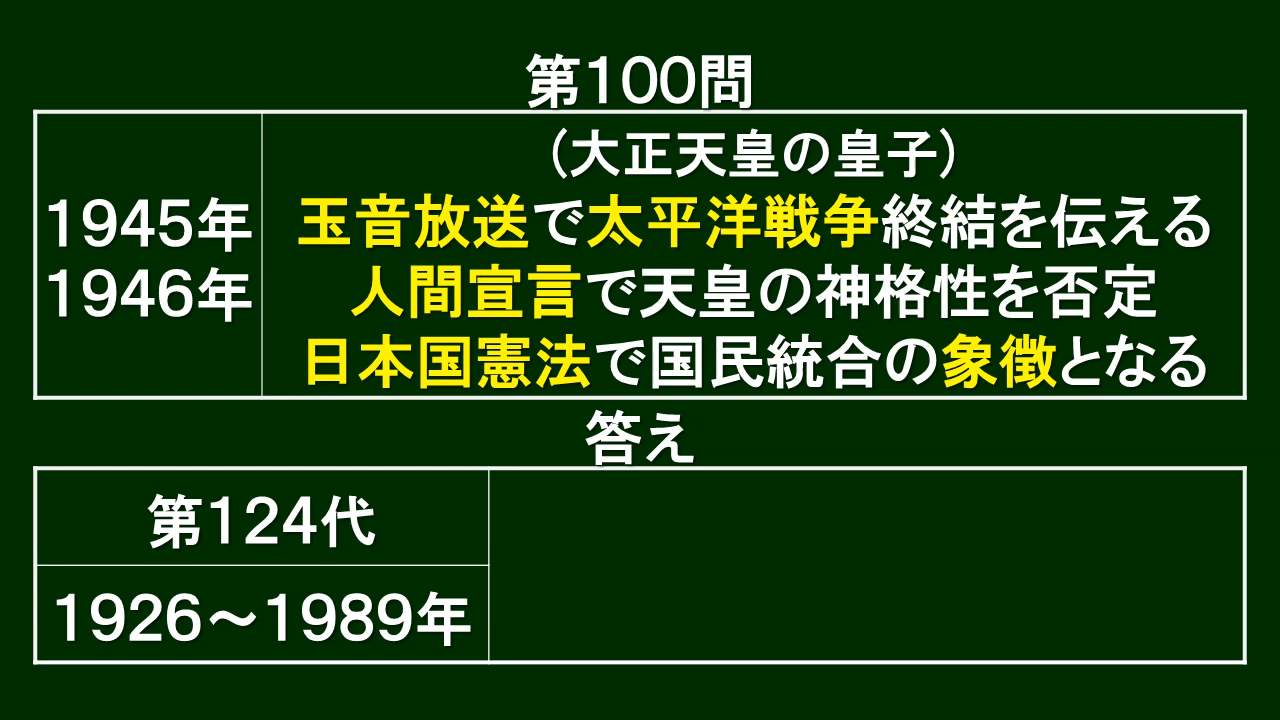 第100問
1945年
1946年
（大正天皇の皇子）
玉音放送で太平洋戦争終結を伝える
人間宣言で天皇の神格性を否定
日本国憲法で国民統合の象徴となる
答え
第124代
1926～1989年